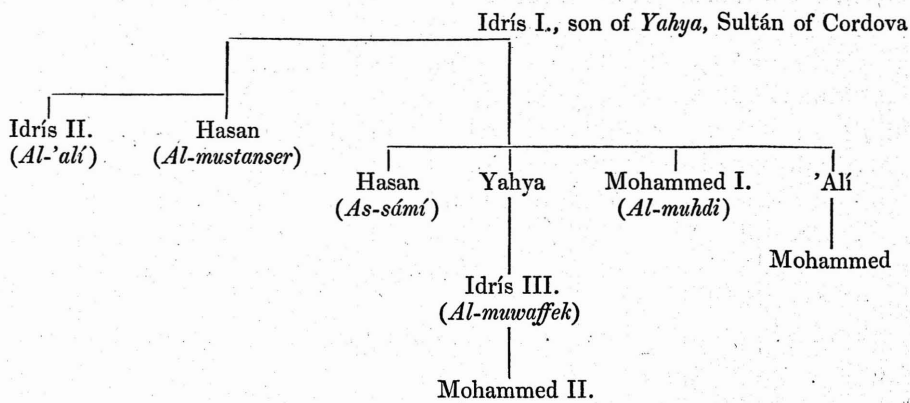 Idrís I., son of Yahya, Sultán of Cordova
Idrís II.
(Al-'alí)
Hasan
(Al-mustanser)
Hasan
(As-sámí)
Yahya
Mohammed I.
(Al-muhdi)
'Alí
Mohammed
Idrís III.
(Al-muwaffek)
Mohammed II.